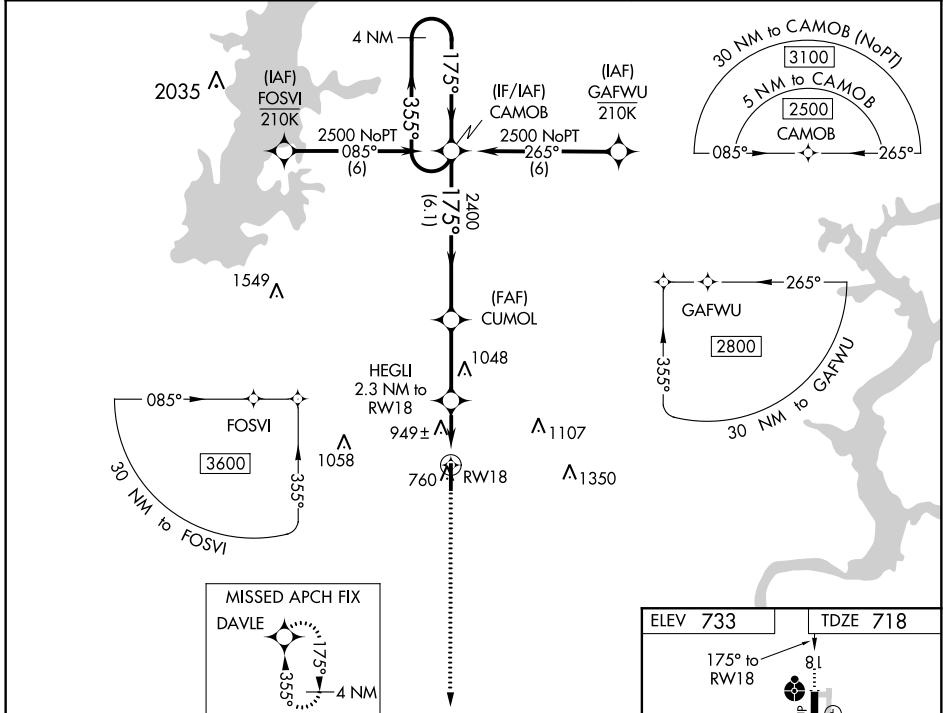 4 NM
175°
355°
2035
(IAF)
FOSVI
210K
(IF/IAF)
CAMOB
(IAF)
GAFWU
210K
2500 NoPT
085°
(6)
2500 NoPT
265°
(6)
2400
175°
(6.1)
30 NM to CAMOB (NoPT)
3100
5 NM to CAMOB
2500
CAMOB
085°
265°
1549
(FAF)
CUMOL
1048
HEGLI
2.3 NM to
RW18
949±
1107
760
RW18
1350
265°
GAFWU
2800
355°
30 NM to GAFWU
085°
FOSVI
3600
355°
30 NM to FOSVI
1058
MISSED APCH FIX
DAVLE
175°
355°
4 NM
ELEV 733
TDZE 718
175° to
RW18
18
P